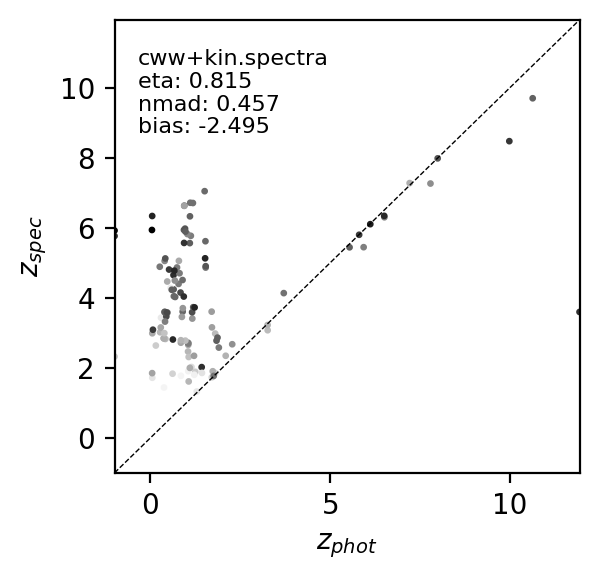 cww+kin.spectra
eta: 0.815
nmad: 0.457
bias: -2.495
10
8
6
4
2
0
z_spec
0 5 10
z_phot